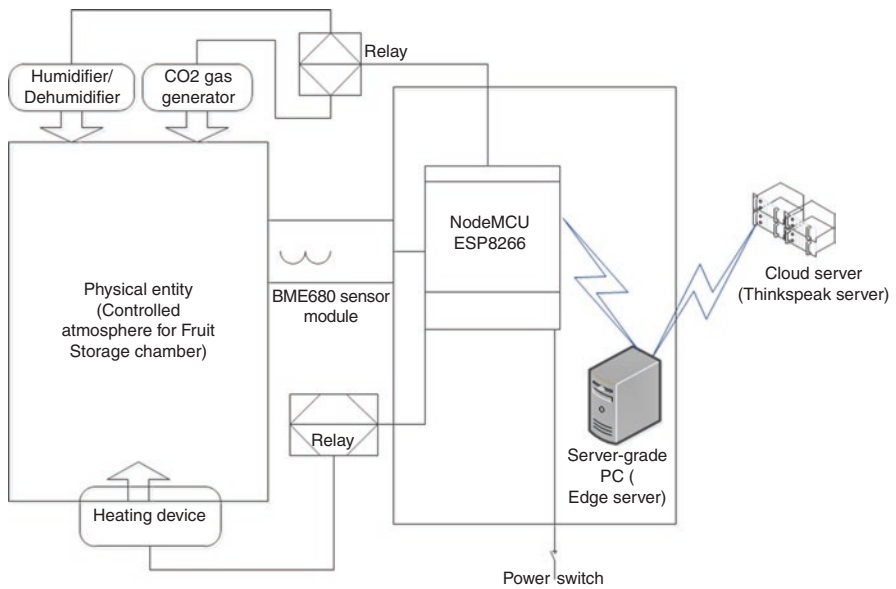 Relay
Humidifier/
Dehumidifier
CO2 gas
generator
NodeMCU
ESP8266
Cloud server
(Thinkspeak server)
Physical entity
(Controlled
atmosphere for Fruit
Storage chamber)
BME680 sensor
module
Relay
Server-grade
PC (
Edge server)
Heating device
Power switch